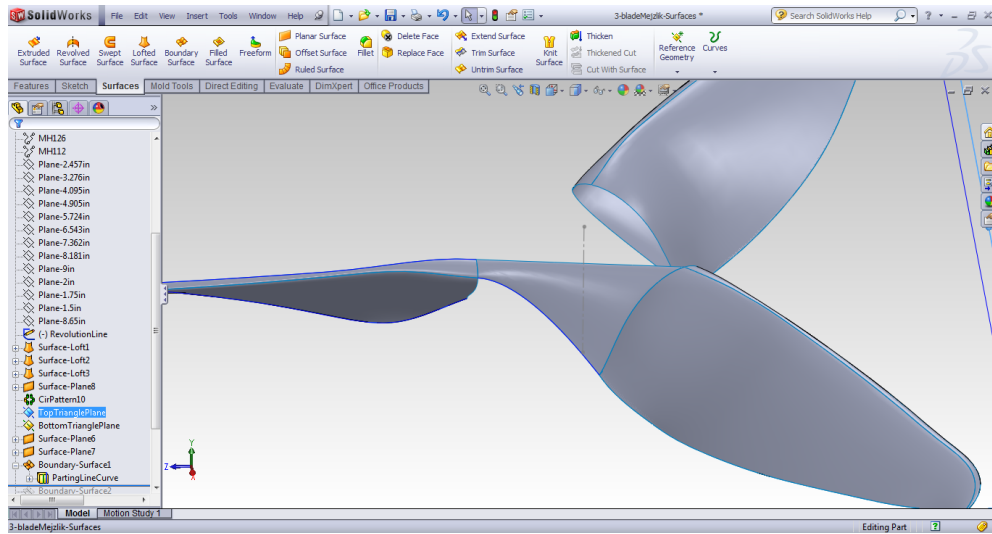 SolidWorks File Edit View Insert Tools Window Help 3-bladeMejzlik-Surfaces * Search SolidWorks Help
Extruded Surface
Revolved Surface
Swept Surface
Lofted Surface
Boundary Surface
Filled Surface
Freeform
Planar Surface
Offset Surface
Ruled Surface
Fillet
Delete Face
Replace Face
Extend Surface
Trim Surface
Untrim Surface
Knit Surface
Thicken
Thickened Cut
Cut With Surface
Reference Geometry
Curves
Features Sketch Surfaces Mold Tools Direct Editing Evaluate DimXpert Office Products
MH126
MH112
Plane-2.457in
Plane-3.276in
Plane-4.095in
Plane-4.905in
Plane-5.724in
Plane-6.543in
Plane-7.362in
Plane-8.181in
Plane-9in
Plane-2in
Plane-1.75in
Plane-1.5in
Plane-8.65in
(-) RevolutionLine
Surface-Loft1
Surface-Loft2
Surface-Loft3
Surface-Plane8
CirPattern10
TopTrianglePlane
BottomTrianglePlane
Surface-Plane6
Surface-Plane7
Boundary-Surface1
PartingLineCurve
Boundary-Surface2
Y
Z
X
Model Motion Study 1
3-bladeMejzlik-Surfaces Editing Part